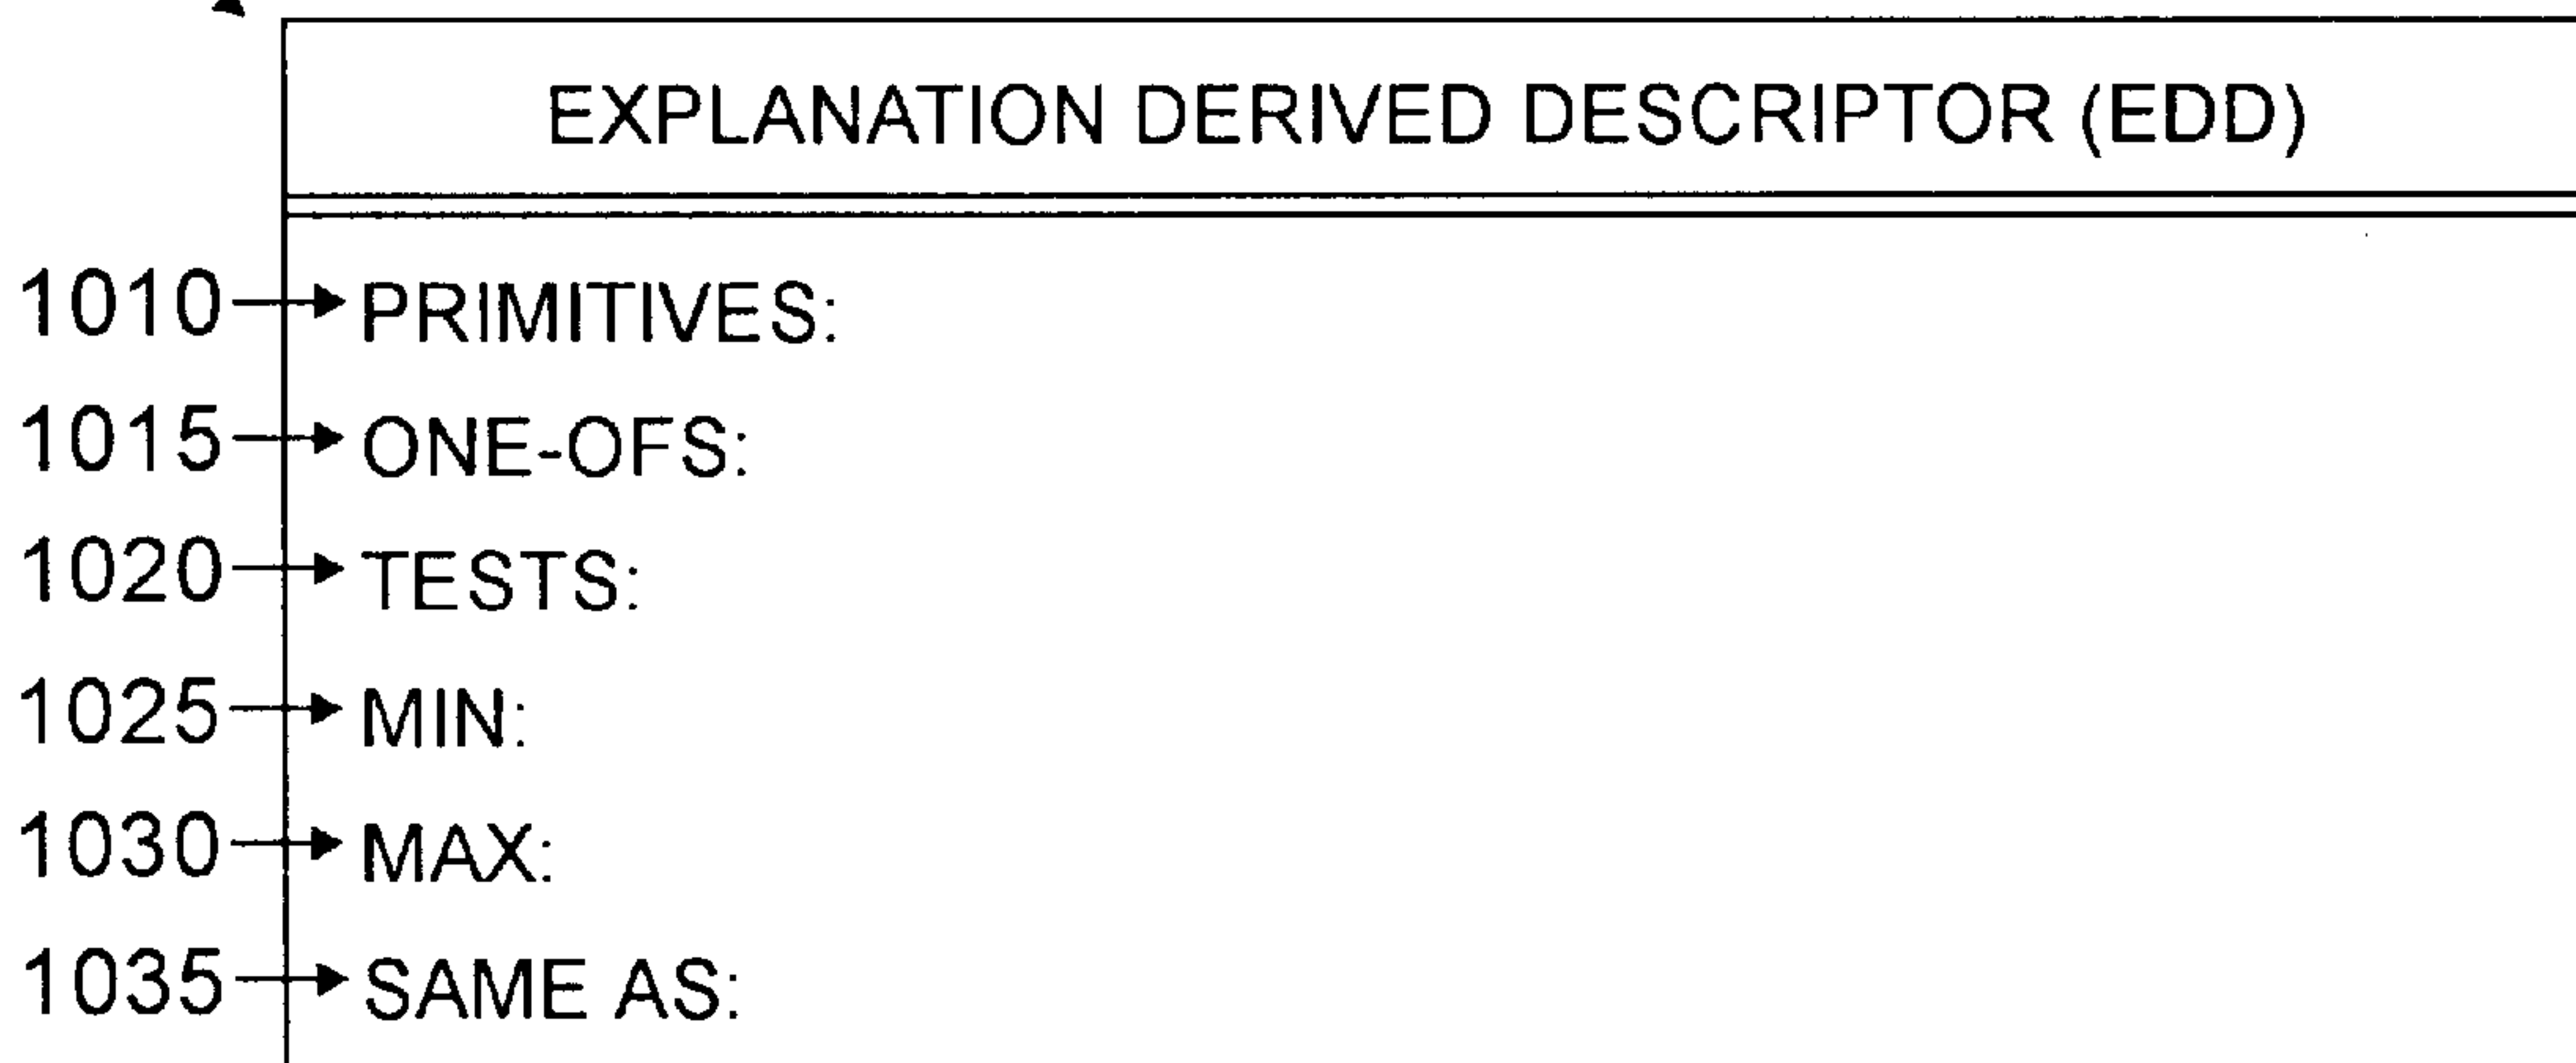 EXPLANATION DERIVED DESCRIPTOR (EDD)
1010 PRIMITIVES:
1015 ONE-OFS:
1020 TESTS:
1025 MIN:
1030 MAX:
1035 SAME AS: